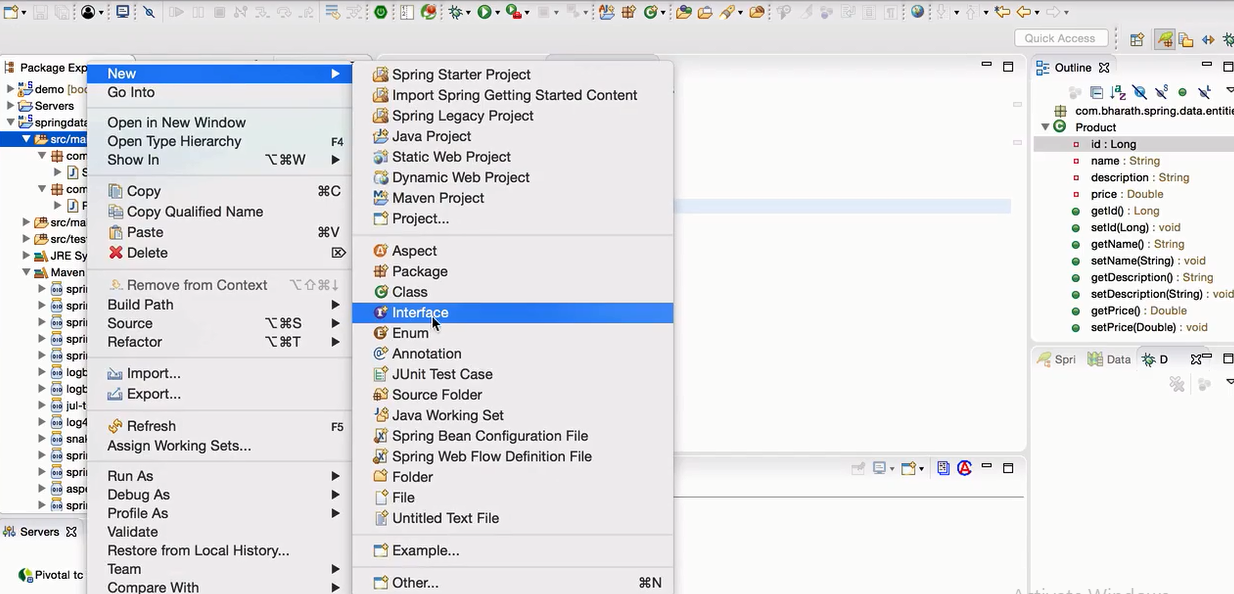 Quick Access
Package Exp
demo [boo
Servers
springdata
src/ma
com
S
com
src/ma
src/tes
JRE Sy
Maven
sprin
sprin
sprin
sprin
sprin
logb
logb
jul-t
log4
snak
sprin
sprin
aspe
sprin
Servers
Pivotal tc
New
Go Into
Open in New Window
Open Type Hierarchy F4
Show In ⌥⌘W
Copy ⌘C
Copy Qualified Name
Paste ⌘V
Delete ⌦
Remove from Context ⌥⇧⌘↓
Build Path
Source ⌥⌘S
Refactor ⌥⌘T
Import...
Export...
Refresh F5
Assign Working Sets...
Run As
Debug As
Profile As
Validate
Restore from Local History...
Team
Compare With
Spring Starter Project
Import Spring Getting Started Content
Spring Legacy Project
Java Project
Static Web Project
Dynamic Web Project
Maven Project
Project...
Aspect
Package
Class
Interface
Enum
Annotation
JUnit Test Case
Source Folder
Java Working Set
Spring Bean Configuration File
Spring Web Flow Definition File
Folder
File
Untitled Text File
Example...
Other... ⌘N
Outline
com.bharath.spring.data.entitie
Product
id : Long
name : String
description : String
price : Double
getId() : Long
setId(Long) : void
getName() : String
setName(String) : void
getDescription() : String
setDescription(String) : void
getPrice() : Double
setPrice(Double) : void
Spri Data D
Activate Windows